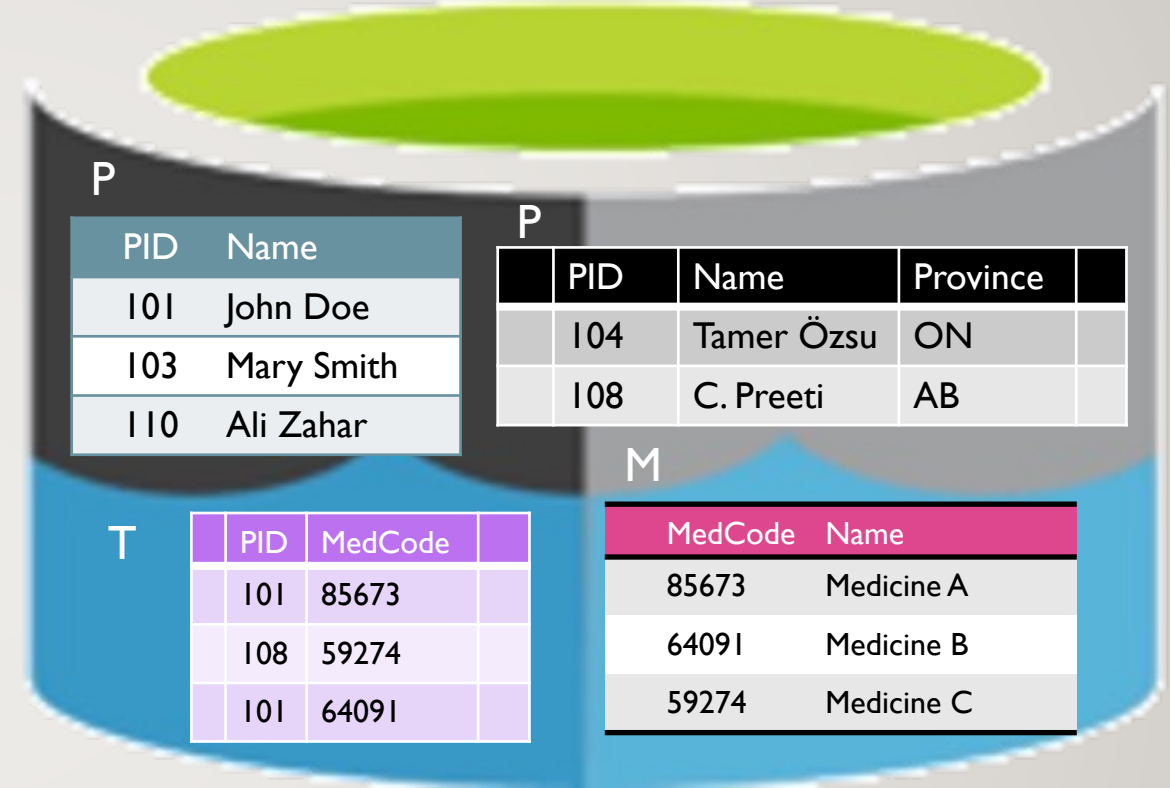 P
PID Name
101 John Doe
103 Mary Smith
110 Ali Zahar
P
PID Name Province
104 Tamer Özsu ON
108 C. Preeti AB
T
PID MedCode
101 85673
108 59274
101 64091
M
MedCode Name
85673 Medicine A
64091 Medicine B
59274 Medicine C